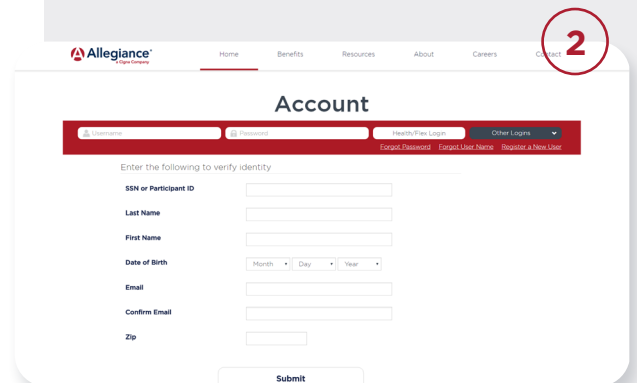 2
Allegiance®
a Cigna Company
Home Benefits Resources About Careers Contact
Account
Username Password Health/Flex Login Other Logins
Forgot Password Forgot User Name Register a New User
Enter the following to verify identity
SSN or Participant ID
Last Name
First Name
Date of Birth Month Day Year
Email
Confirm Email
Zip
Submit